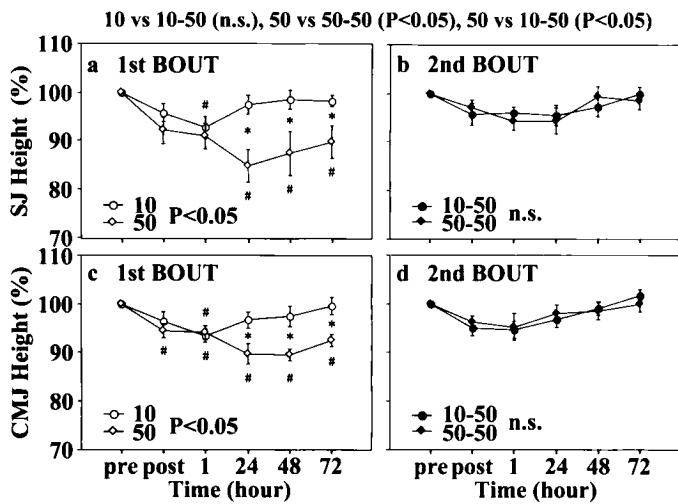 10 vs 10-50 (n.s.), 50 vs 50-50 (P<0.05), 50 vs 10-50 (P<0.05)
SJ Height (%)
110
100
90
80
70
a 1st BOUT
#
*
*
*
#
#
#
10
50
P<0.05
b 2nd BOUT
10-50
50-50
n.s.
CMJ Height (%)
110
100
90
80
70
c 1st BOUT
#
*
*
*
#
#
#
#
#
10
50
P<0.05
d 2nd BOUT
10-50
50-50
n.s.
pre post 1 24 48 72
Time (hour)
pre post 1 24 48 72
Time (hour)